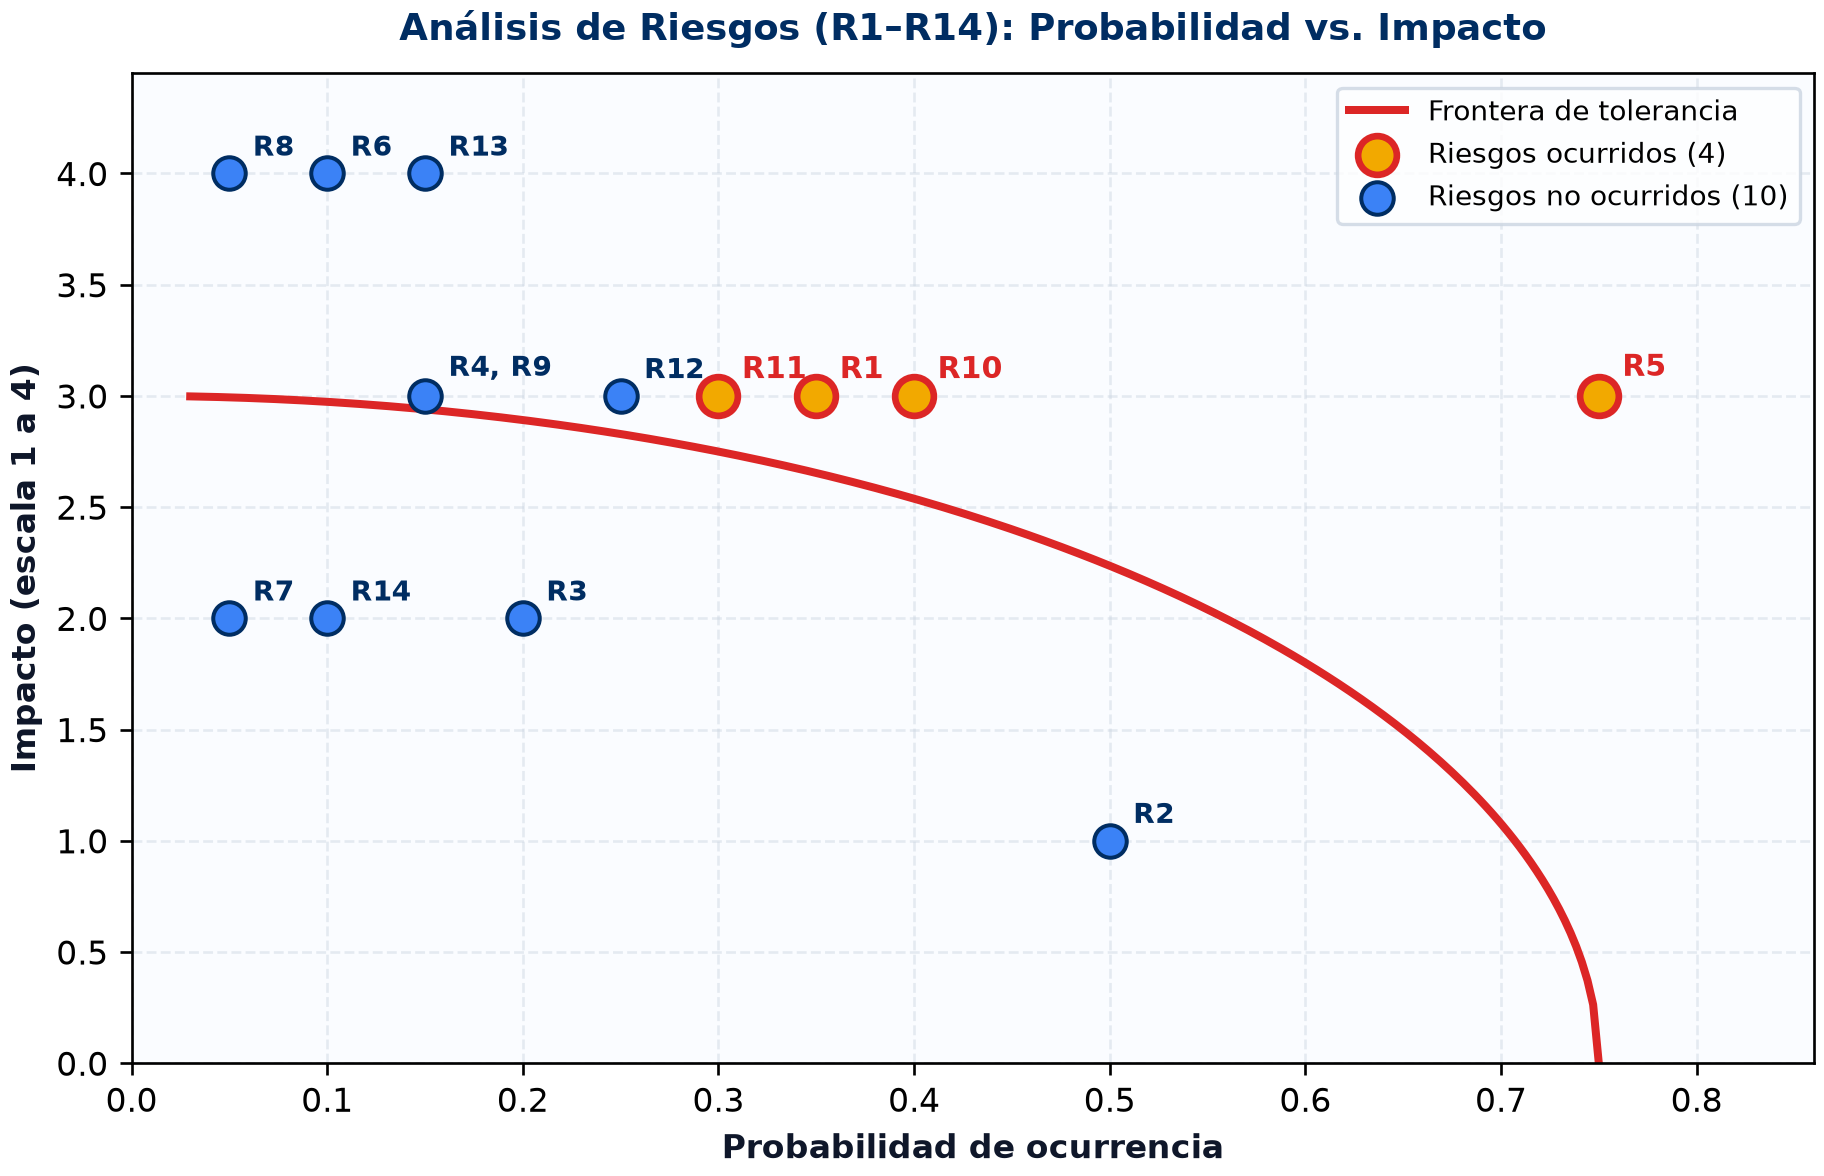 Análisis de Riesgos (R1–R14): Probabilidad vs. Impacto
Frontera de tolerancia
Riesgos ocurridos (4)
Riesgos no ocurridos (10)
Impacto (escala 1 a 4)
4.0
3.5
3.0
2.5
2.0
1.5
1.0
0.5
0.0
R8 R6 R13
R4, R9 R12 R11 R1 R10 R5
R7 R14 R3
R2
0.0 0.1 0.2 0.3 0.4 0.5 0.6 0.7 0.8
Probabilidad de ocurrencia